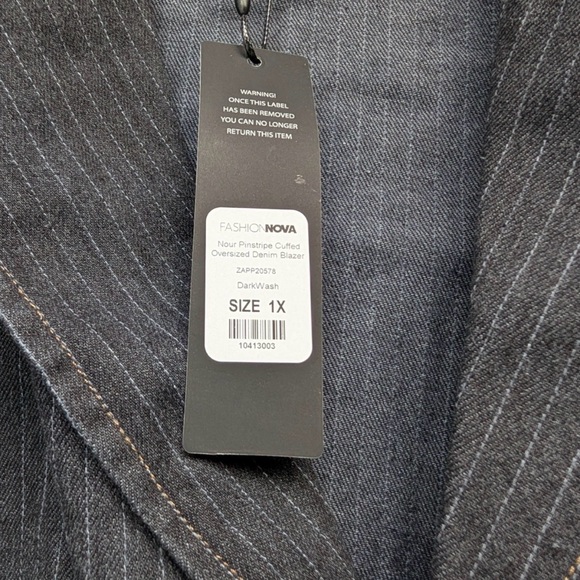 WARNING!
ONCE THIS LABEL
HAS BEEN REMOVED
YOU CAN NO LONGER
RETURN THIS ITEM
FASHIONNOVA
Nour Pinstripe Cuffed
Oversized Denim Blazer
ZAPP20578
DarkWash
SIZE 1X
10413003